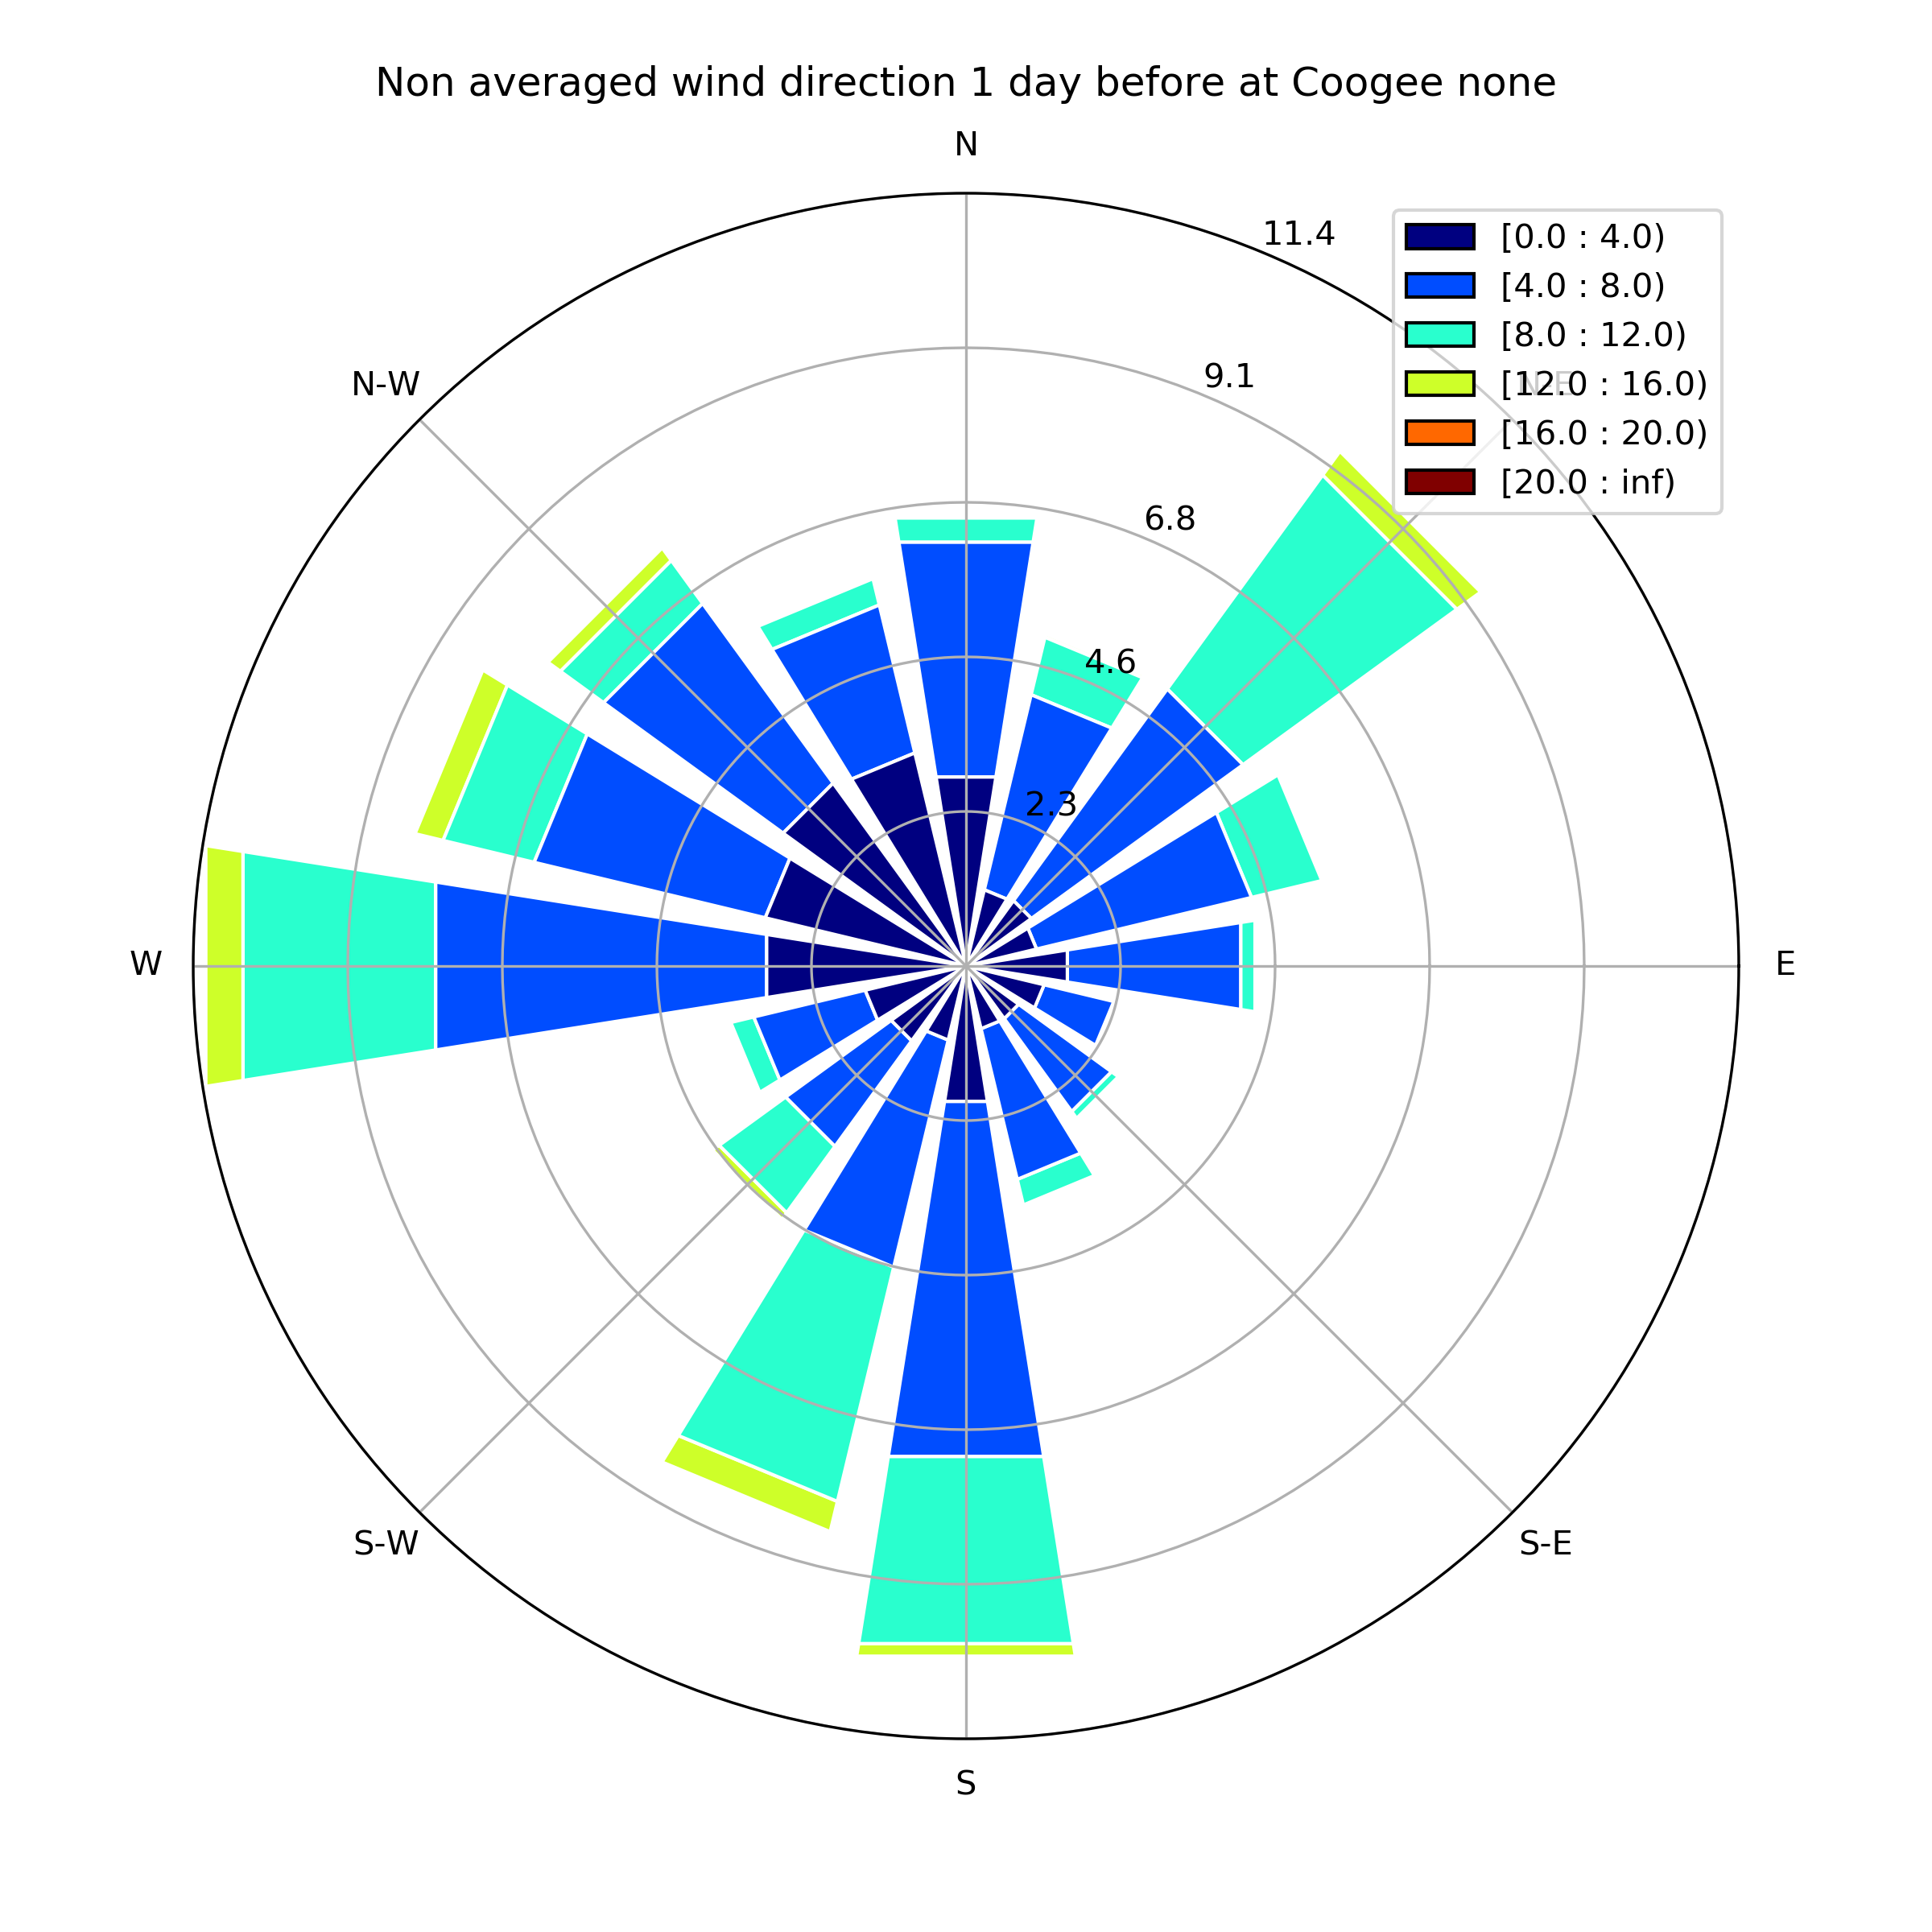 Non averaged wind direction 1 day before at Coogee none
N
11.4
[0.0 : 4.0)
[4.0 : 8.0)
[8.0 : 12.0)
[12.0 : 16.0)
[16.0 : 20.0)
[20.0 : inf)
9.1
N-W
N-E
6.8
4.6
2.3
W
E
S-W
S-E
S